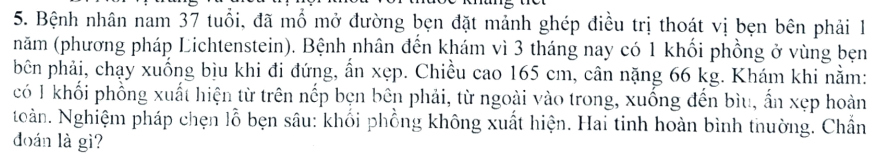 5. Bệnh nhân nam 37 tuổi, đã mổ mở đường bẹn đặt mảnh ghép điều trị thoát vị bẹn bên phải 1
năm (phương pháp Lichtenstein). Bệnh nhân đến khám vì 3 tháng nay có 1 khối phồng ở vùng bẹn
bên phải, chạy xuống bìu khi đi đứng, ấn xẹp. Chiều cao 165 cm, cân nặng 66 kg. Khám khi nằm:
có 1 khối phồng xuất hiện từ trên nếp bẹn bên phải, từ ngoài vào trong, xuống đến bìu, ấn xẹp hoàn
toàn. Nghiệm pháp chẹn lỗ bẹn sâu: khối phồng không xuất hiện. Hai tinh hoàn bình thường. Chẩn
đoán là gì?